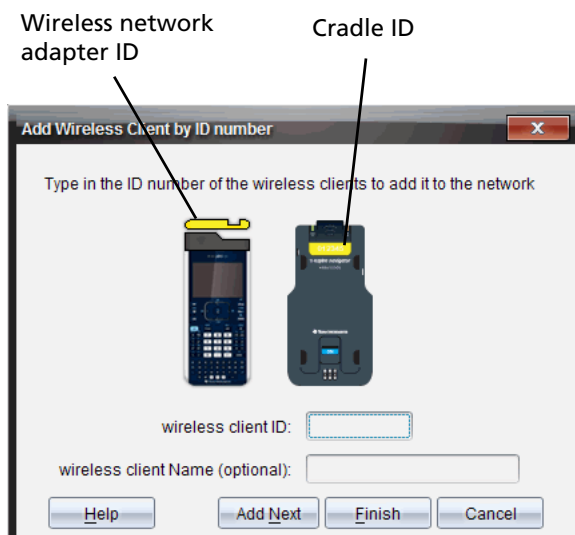 Wireless network
adapter ID
Cradle ID
Add Wireless Client by ID number
Type in the ID number of the wireless clients to add it to the network
wireless client ID:
wireless client Name (optional):
Help
Add Next
Finish
Cancel